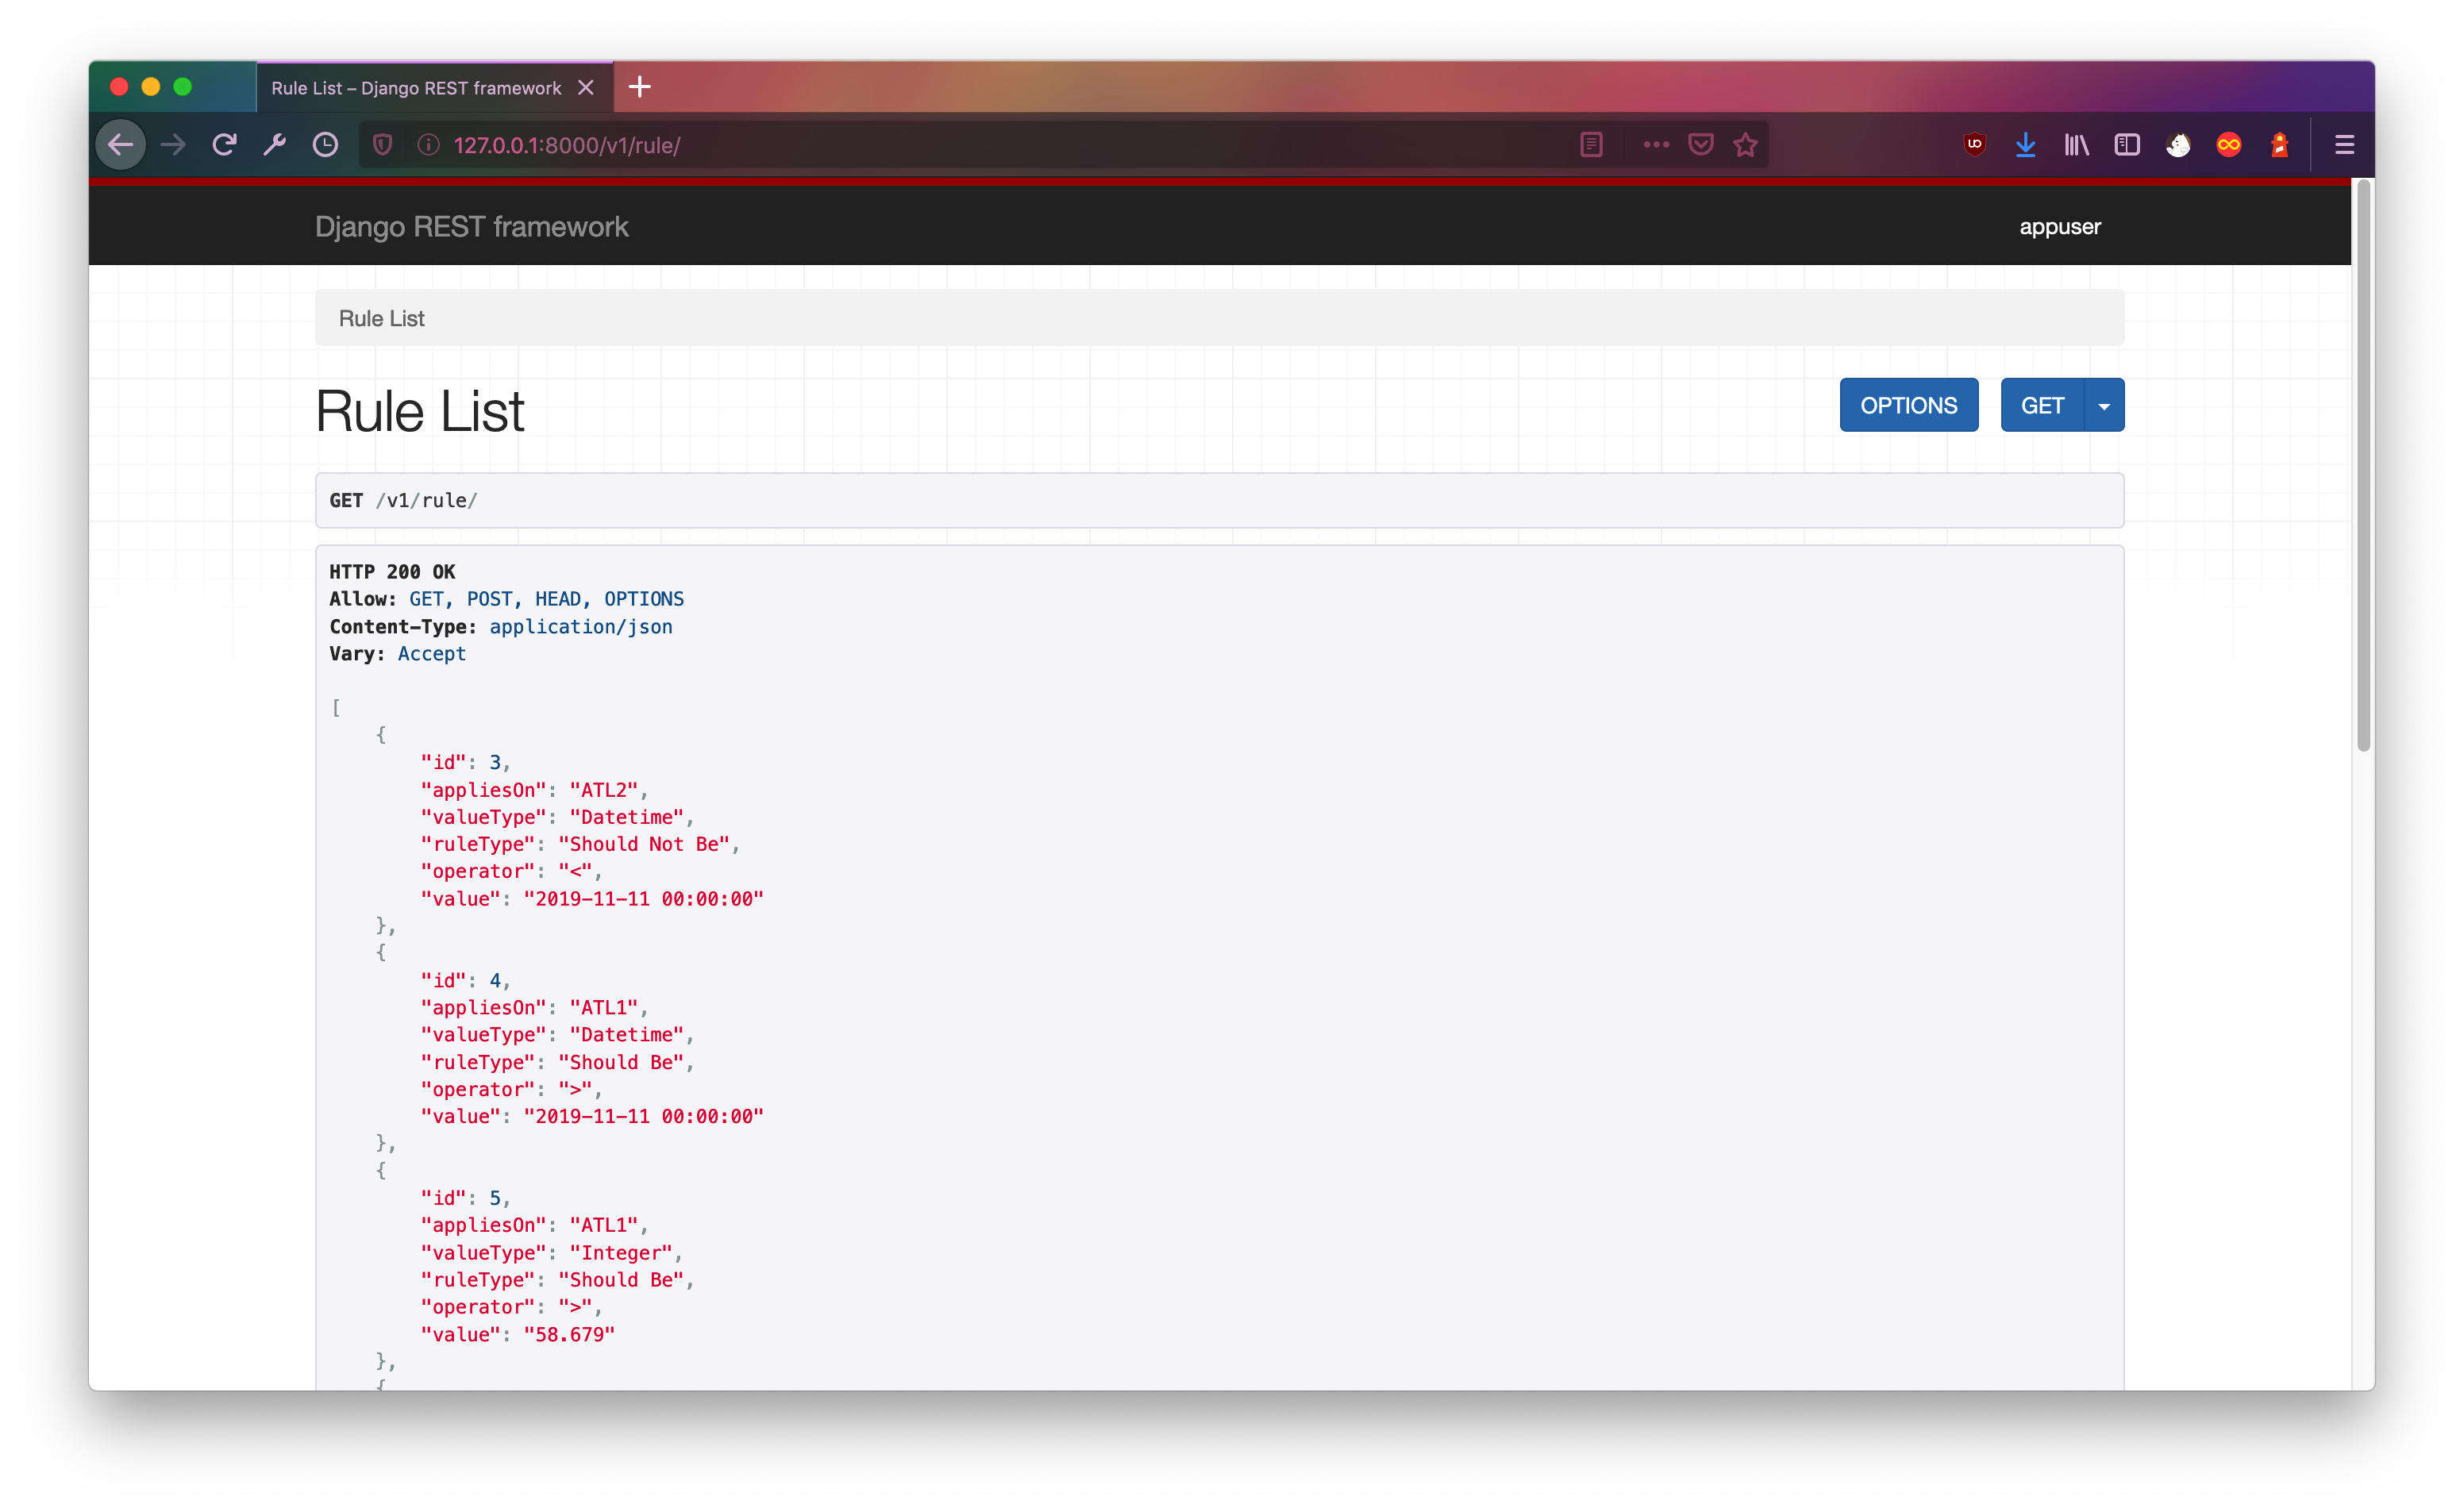 Rule List – Django REST framework
127.0.0.1:8000/v1/rule/
Django REST framework
appuser
Rule List
Rule List
OPTIONS
GET
GET /v1/rule/
HTTP 200 OK
Allow: GET, POST, HEAD, OPTIONS
Content-Type: application/json
Vary: Accept
[
    {
        "id": 3,
        "appliesOn": "ATL2",
        "valueType": "Datetime",
        "ruleType": "Should Not Be",
        "operator": "<",
        "value": "2019-11-11 00:00:00"
    },
    {
        "id": 4,
        "appliesOn": "ATL1",
        "valueType": "Datetime",
        "ruleType": "Should Be",
        "operator": ">",
        "value": "2019-11-11 00:00:00"
    },
    {
        "id": 5,
        "appliesOn": "ATL1",
        "valueType": "Integer",
        "ruleType": "Should Be",
        "operator": ">",
        "value": "58.679"
    },
    {